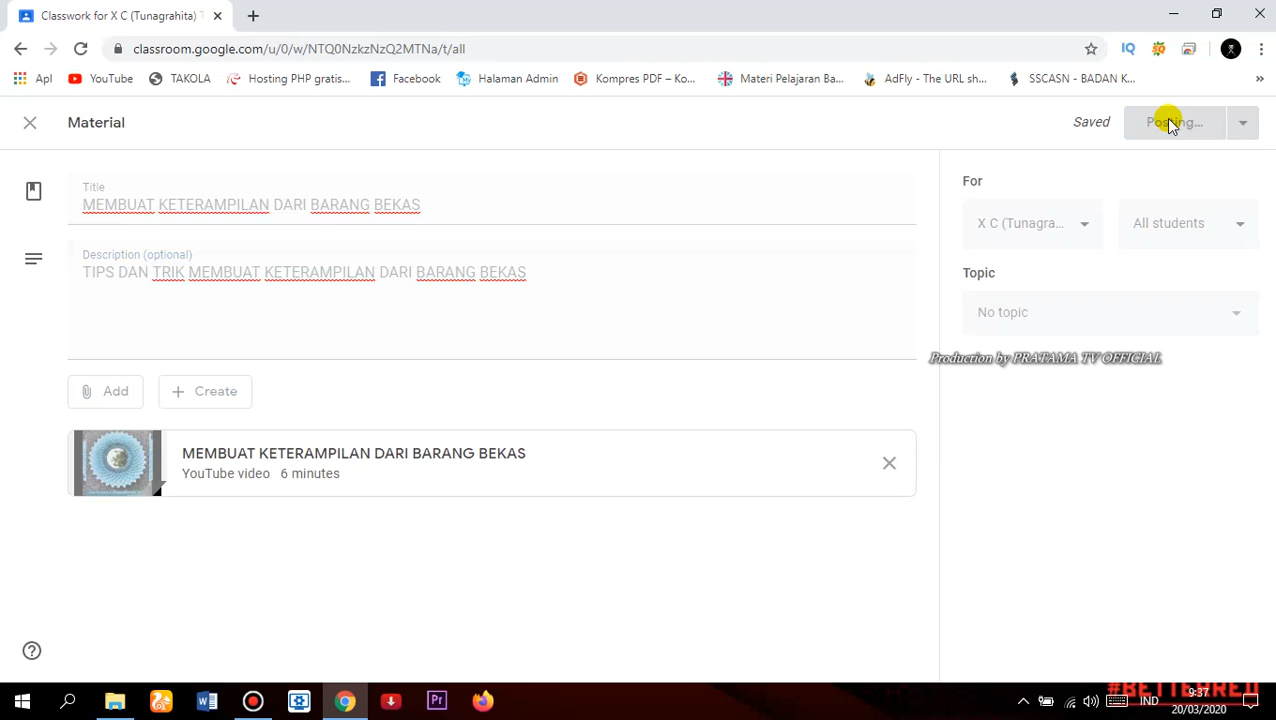 Classwork for X C (Tunagrahita)
classroom.google.com/u/0/w/NTQ0NzkzNzQ2MTNa/t/all
IQ
Apl YouTube TAKOLA Hosting PHP gratis... Facebook Halaman Admin Kompres PDF – Ko... Materi Pelajaran Ba... AdFly - The URL sh... SSCASN - BADAN K... »
Material
Saved
Posting...
Title
MEMBUAT KETERAMPILAN DARI BARANG BEKAS
Description (optional)
TIPS DAN TRIK MEMBUAT KETERAMPILAN DARI BARANG BEKAS
For
X C (Tunagra...
All students
Topic
No topic
Production by PRATAMA TV OFFICIAL
Add
Create
MEMBUAT KETERAMPILAN DARI BARANG BEKAS
YouTube video 6 minutes
Pr
IND
9:37
20/03/2020